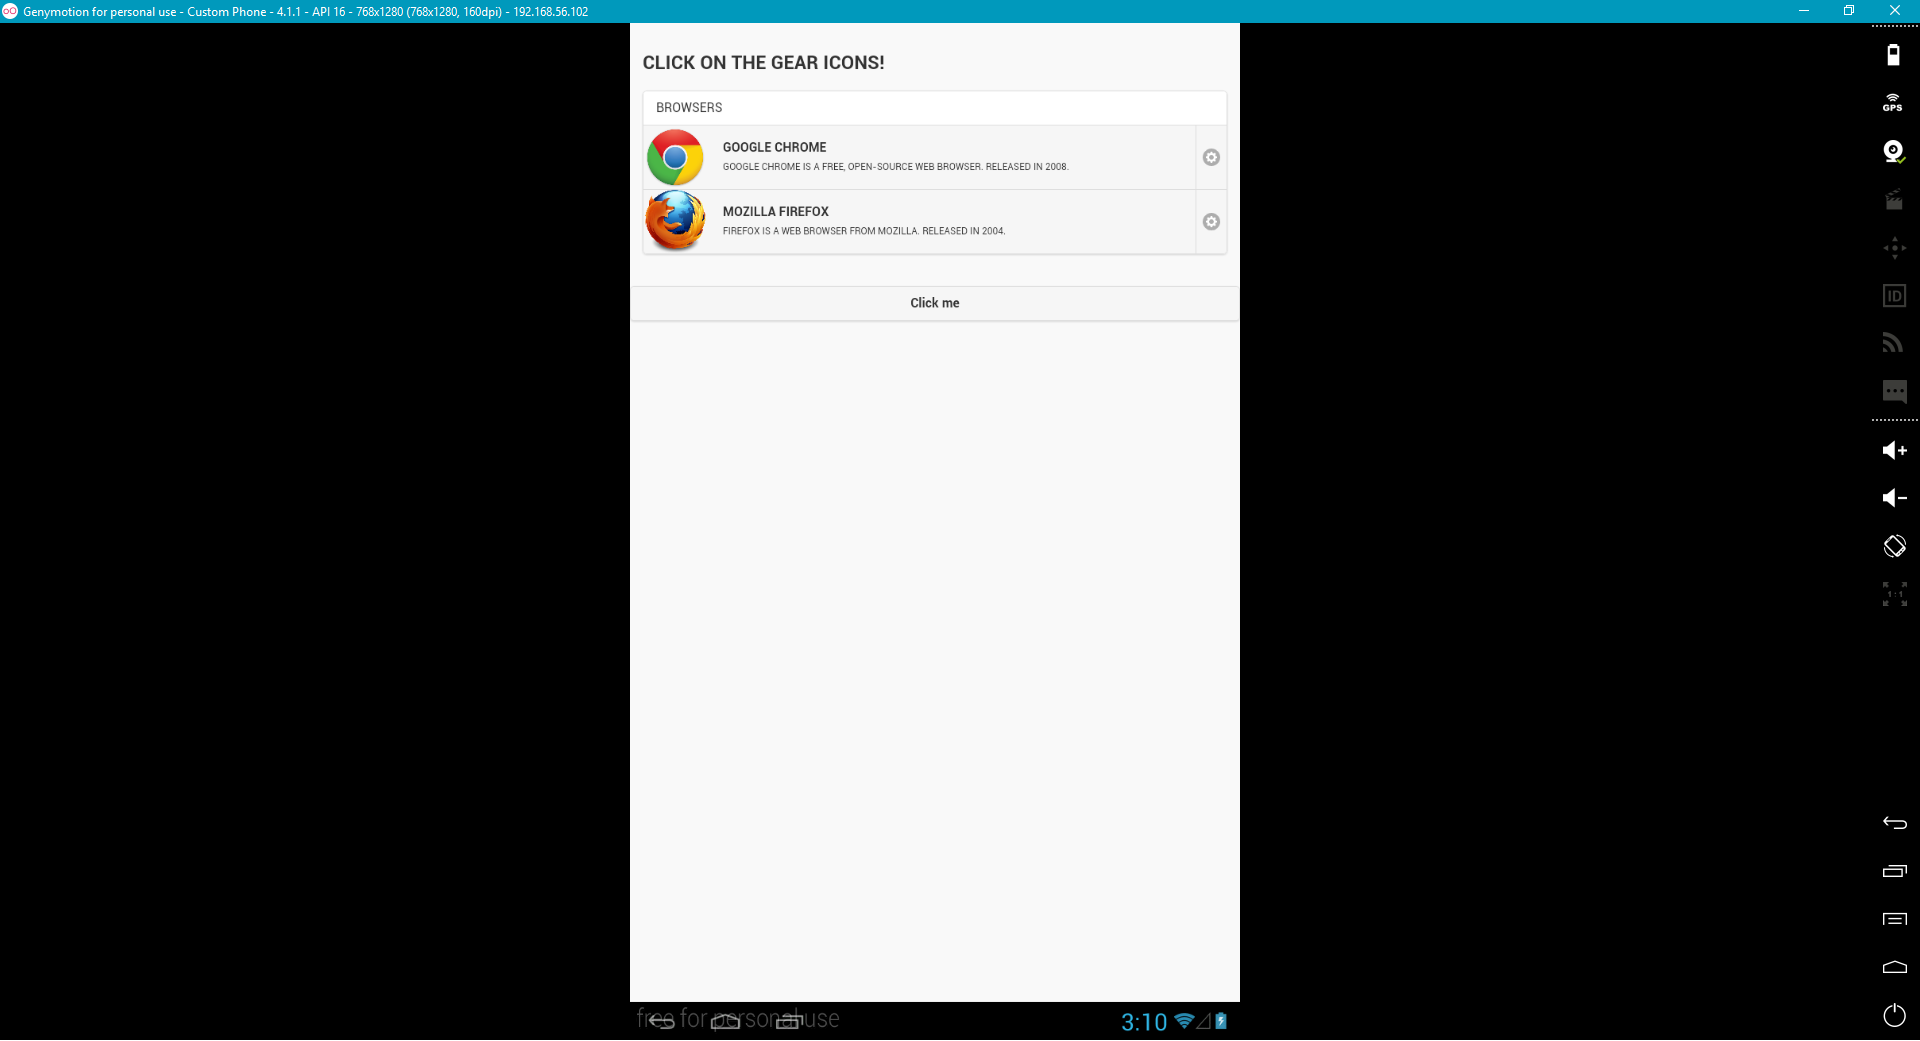 Genymotion for personal use - Custom Phone - 4.1.1 - API 16 - 768x1280 (768x1280, 160dpi) - 192.168.56.102
CLICK ON THE GEAR ICONS!
BROWSERS
GOOGLE CHROME
GOOGLE CHROME IS A FREE, OPEN-SOURCE WEB BROWSER. RELEASED IN 2008.
MOZILLA FIREFOX
FIREFOX IS A WEB BROWSER FROM MOZILLA. RELEASED IN 2004.
Click me
GPS
ID
1:1
free for personal use
3:10